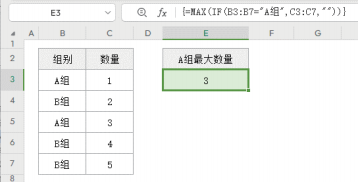 E3 fx {=MAX(IF(B3:B7="A组",C3:C7,""))}
A B C D E F G
1
2 组别 数量 A组最大数量
3 A组 1 3
4 B组 2
5 A组 3
6 B组 4
7 B组 5
8